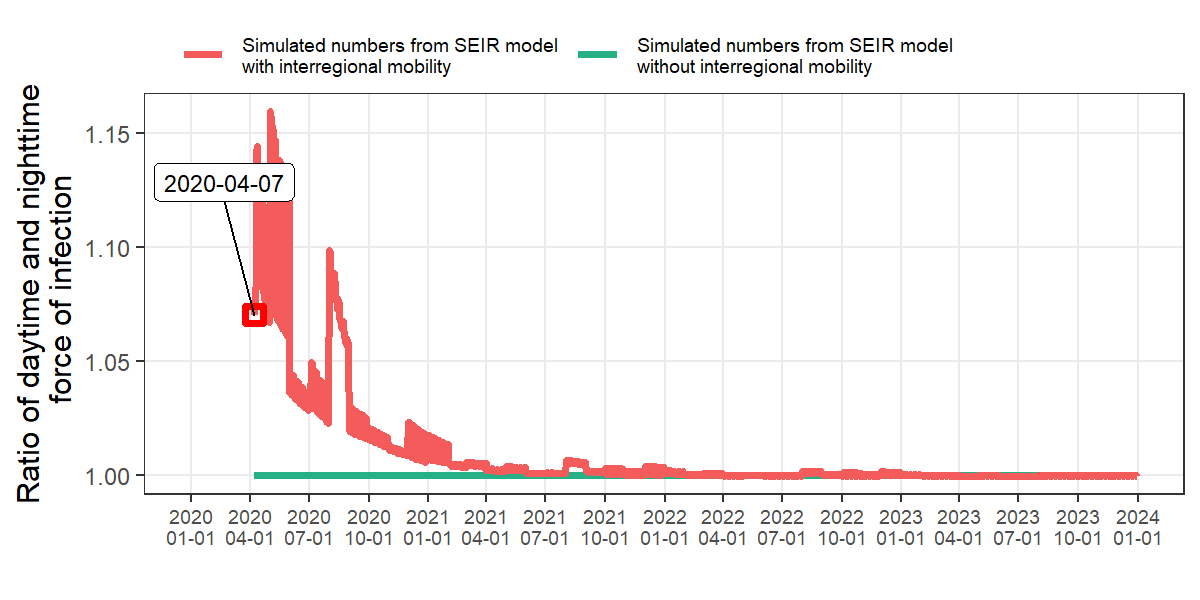 Simulated numbers from SEIR model
with interregional mobility
Simulated numbers from SEIR model
without interregional mobility
Ratio of daytime and nighttime
force of infection
1.15
1.10
1.05
1.00
2020-04-07
2020 2020 2020 2020 2021 2021 2021 2021 2022 2022 2022 2022 2023 2023 2023 2023 2024
01-01 04-01 07-01 10-01 01-01 04-01 07-01 10-01 01-01 04-01 07-01 10-01 01-01 04-01 07-01 10-01 01-01